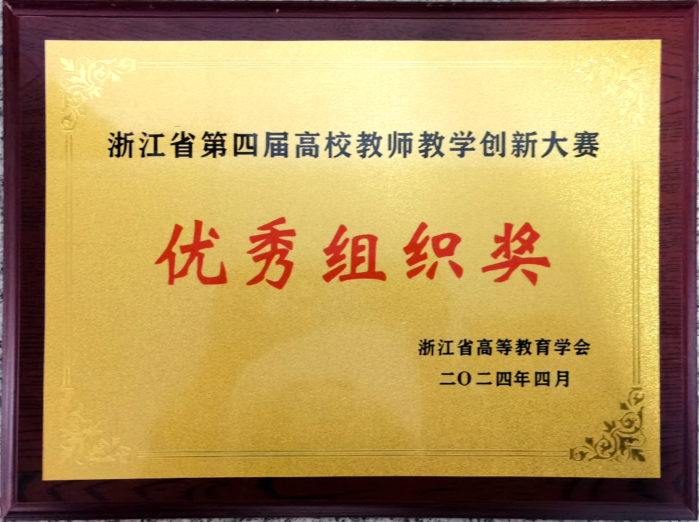 浙江省第四届高校教师教学创新大赛
优秀组织奖
浙江省高等教育学会
二〇二四年四月